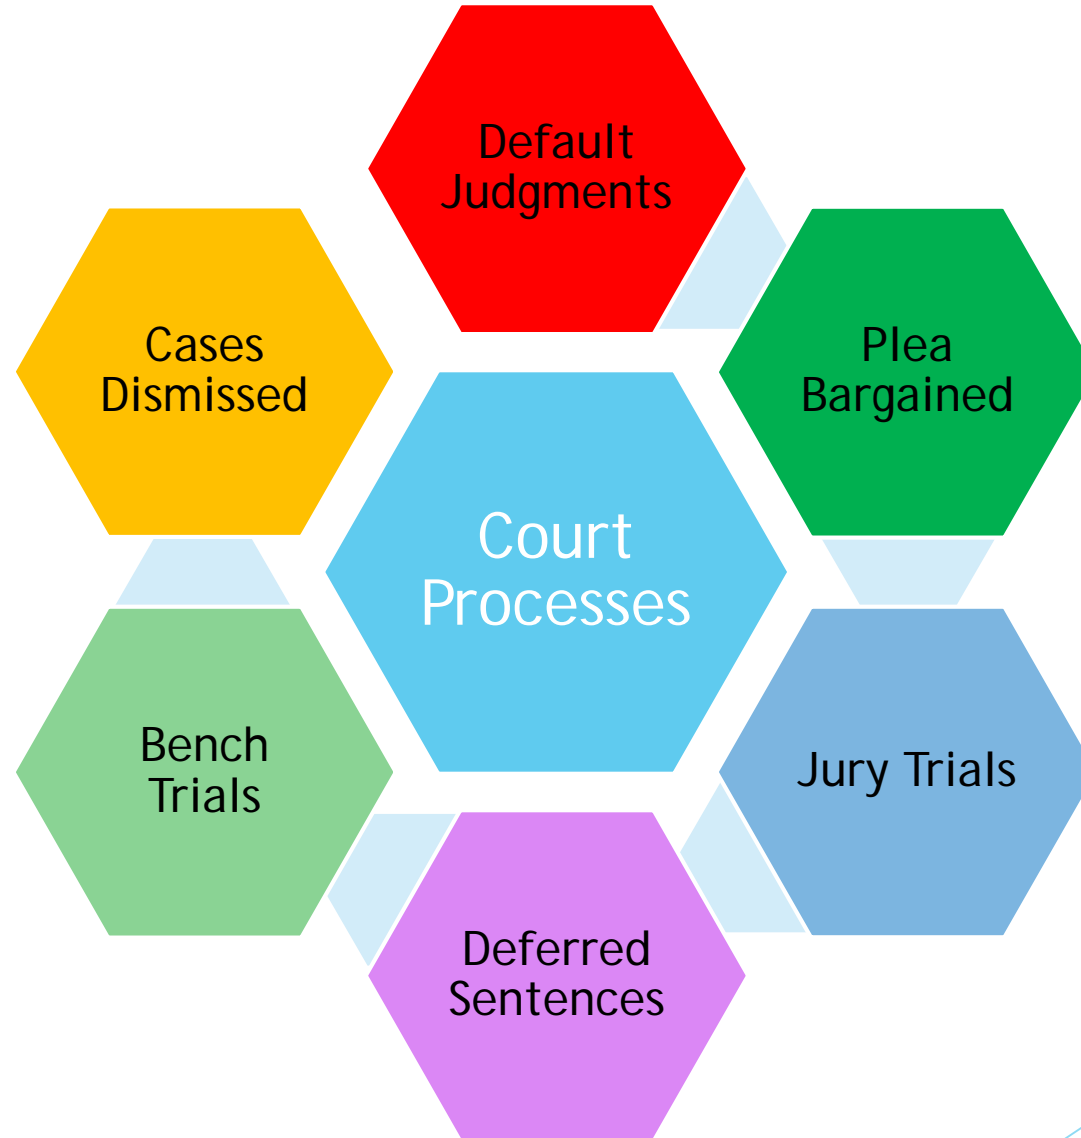 Default
Judgments
Cases
Dismissed
Plea
Bargained
Court
Processes
Bench
Trials
Jury Trials
Deferred
Sentences